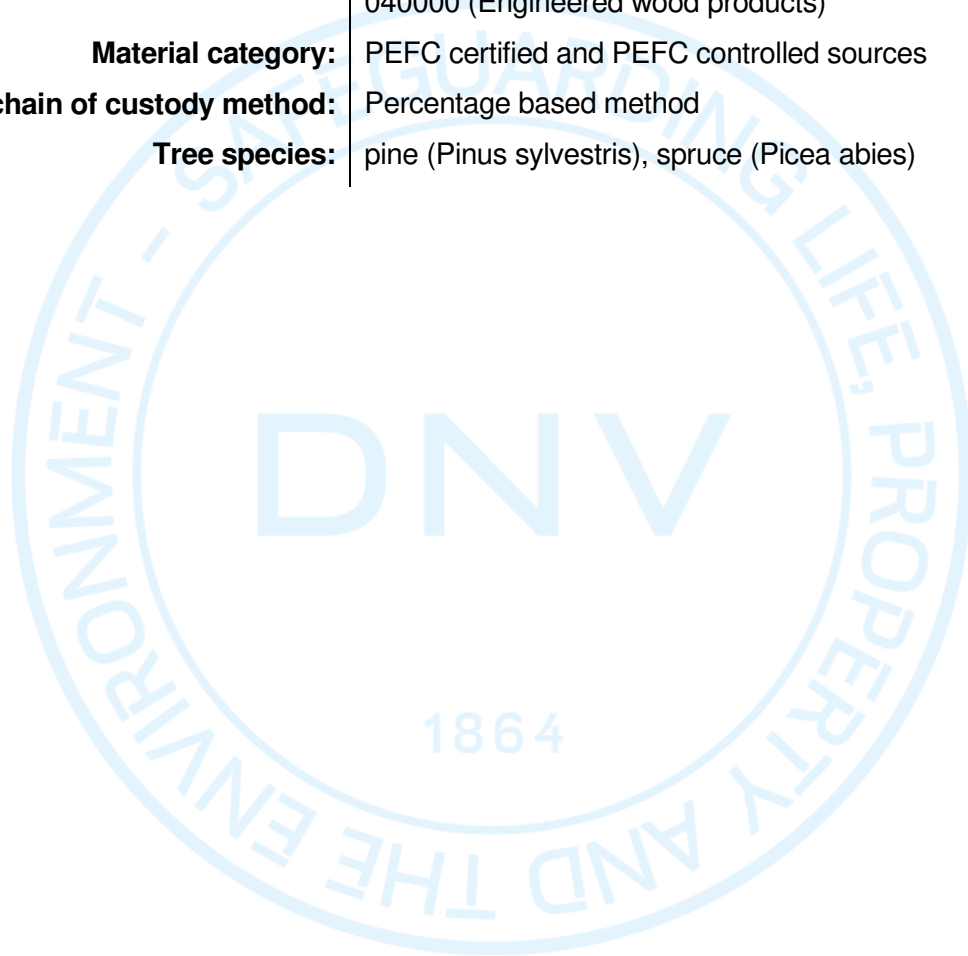 040000 (Engineered wood products)
Material category: PEFC certified and PEFC controlled sources
chain of custody method: Percentage based method
Tree species: pine (Pinus sylvestris), spruce (Picea abies)
SAFEGUARDING LIFE, PROPERTY AND THE ENVIRONMENT -
DNV
1864